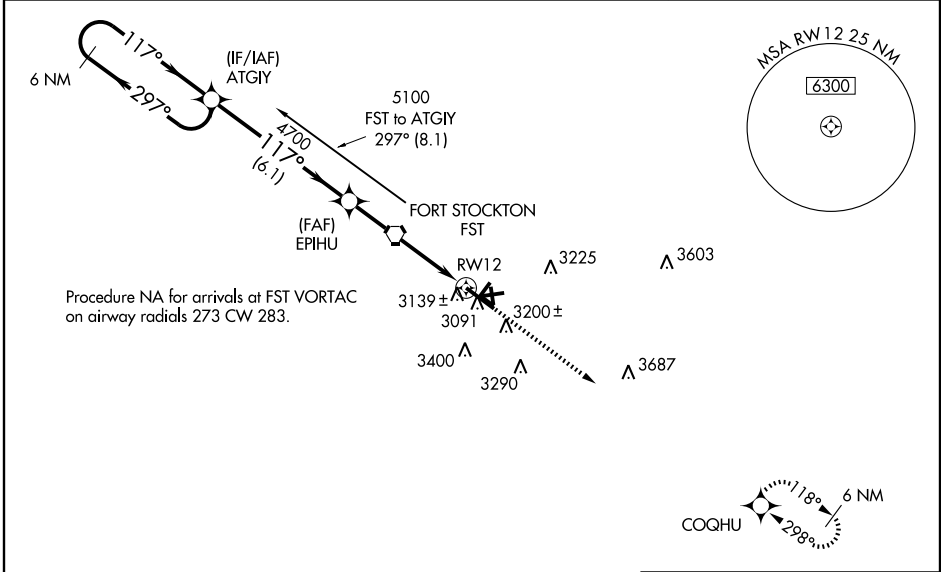 117°
6 NM
297°
(IF/IAF)
ATGIY
5100
FST to ATGIY
297° (8.1)
4700
117°
(6.1)
(FAF)
EPIHU
FORT STOCKTON
FST
RW12
3225
3603
3139±
3091
3200±
3400
3290
3687
Procedure NA for arrivals at FST VORTAC
on airway radials 273 CW 283.
MSA RW12 25 NM
6300
COQHU
118°
298°
6 NM